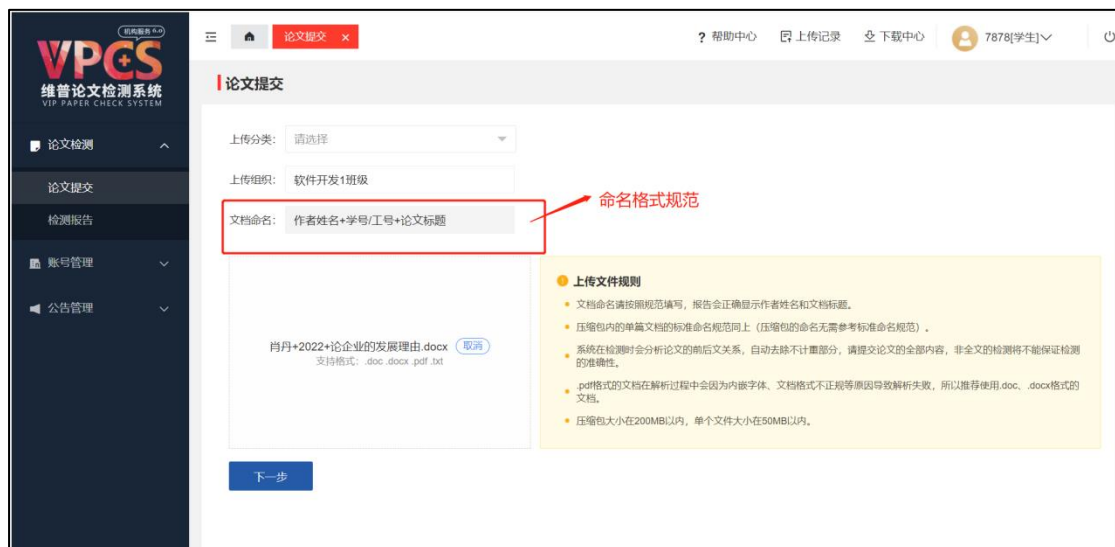 机构服务 6.0
VPCS
维普论文检测系统
VIP PAPER CHECK SYSTEM
论文提交 ×
? 帮助中心 上传记录 下载中心 7878[学生]
论文提交
论文检测
论文提交
检测报告
账号管理
公告管理
上传分类: 请选择
上传组织: 软件开发1班级
文档命名: 作者姓名+学号/工号+论文标题
命名格式规范
肖丹+2022+论企业的发展理由.docx 取消
支持格式: .doc .docx .pdf .txt
上传文件规则
文档命名请按照规范填写，报告会正确显示作者姓名和文档标题。
压缩包内的单篇文档的标准命名规范同上（压缩包的命名无需参考标准命名规范）。
系统在检测时会分析论文的前后文关系，自动去除不计重部分，请提交论文的全部内容，非全文的检测将不能保证检测
的准确性。
.pdf格式的文档在解析过程中会因为内嵌字体、文档格式不正规等原因导致解析失败，所以推荐使用.doc、.docx格式的
文档。
压缩包大小在200MB以内，单个文件大小在50MB以内。
下一步